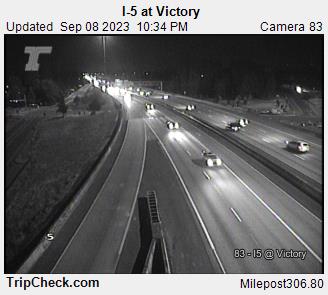 I-5 at Victory
Updated Sep 08 2023 10:34 PM Camera 83
T
S
83 - I5 @ Victory
TripCheck.com Milepost306.80